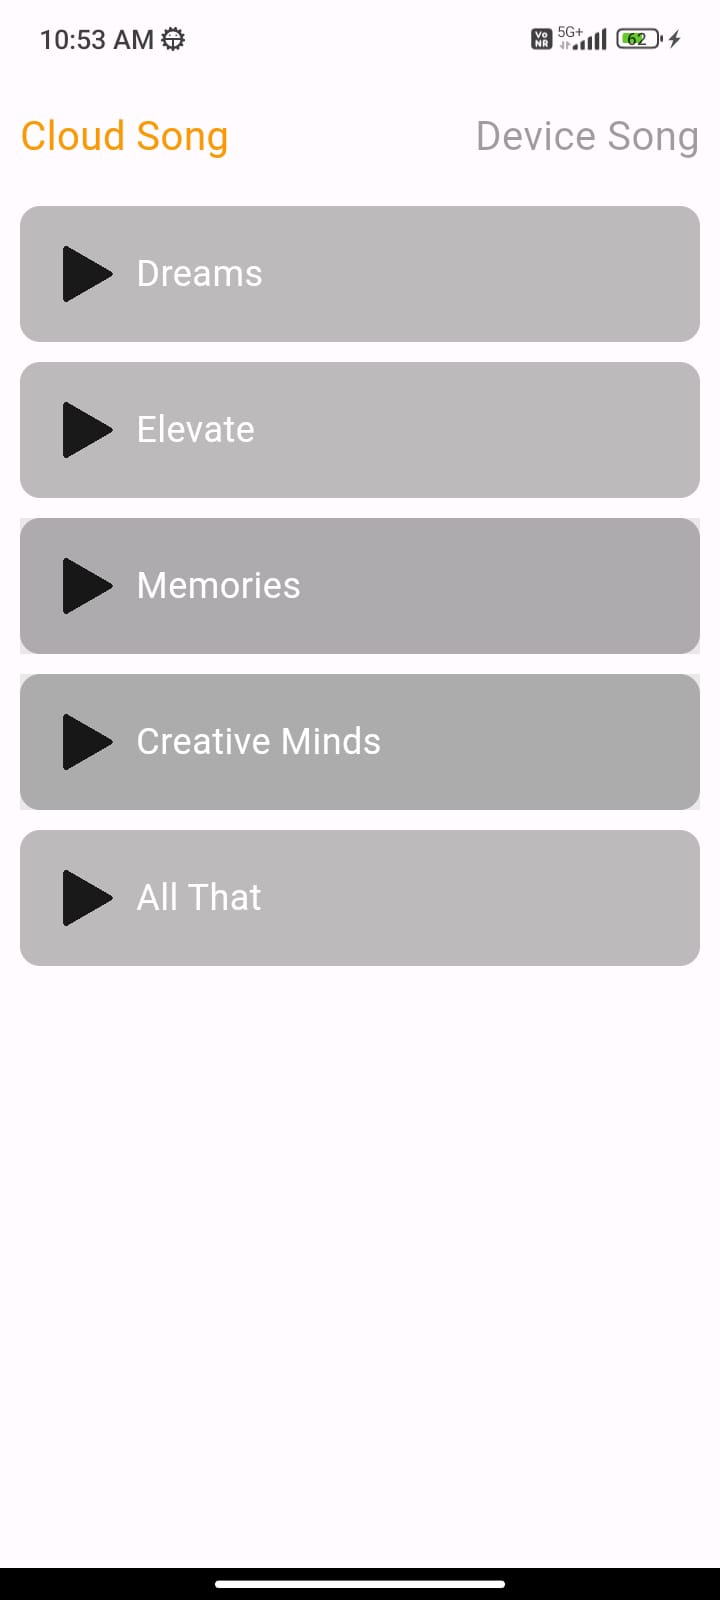 10:53 AM
Vo NR 5G+ 62
Cloud Song
Device Song
Dreams
Elevate
Memories
Creative Minds
All That